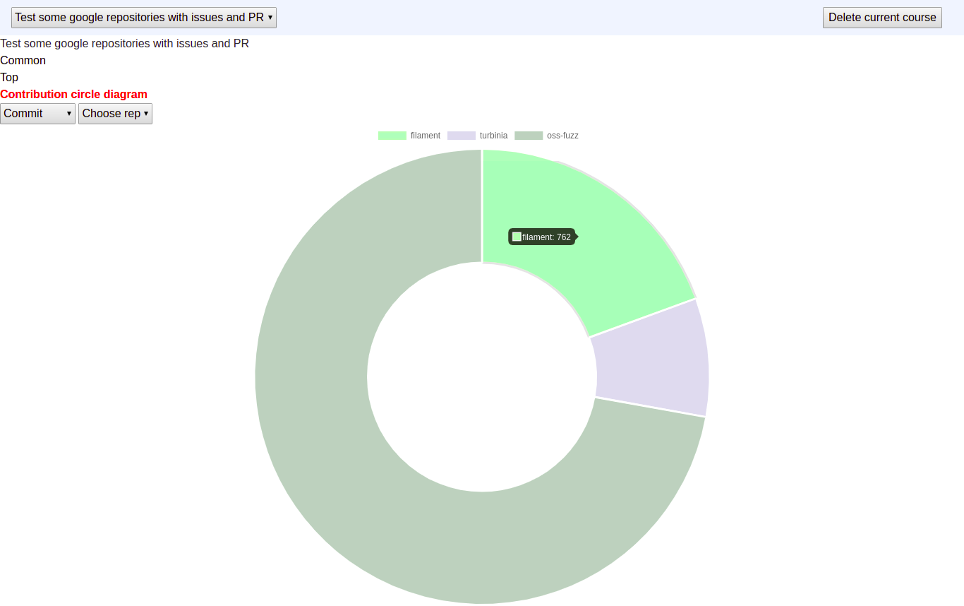 Test some google repositories with issues and PR
Delete current course
Test some google repositories with issues and PR
Common
Top
Contribution circle diagram
Commit
Choose rep
filament
turbinia
oss-fuzz
filament: 762